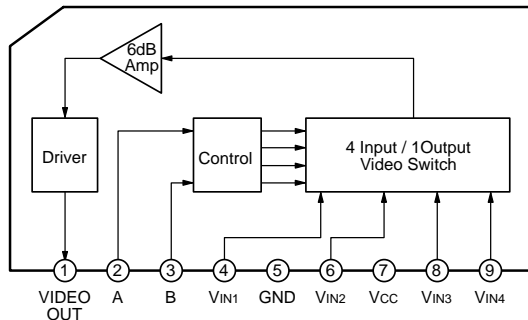 6dB
Amp
Driver
Control
4 Input / 1Output
Video Switch
1 2 3 4 5 6 7 8 9
VIDEO OUT
A
B
VIN1
GND
VIN2
VCC
VIN3
VIN4